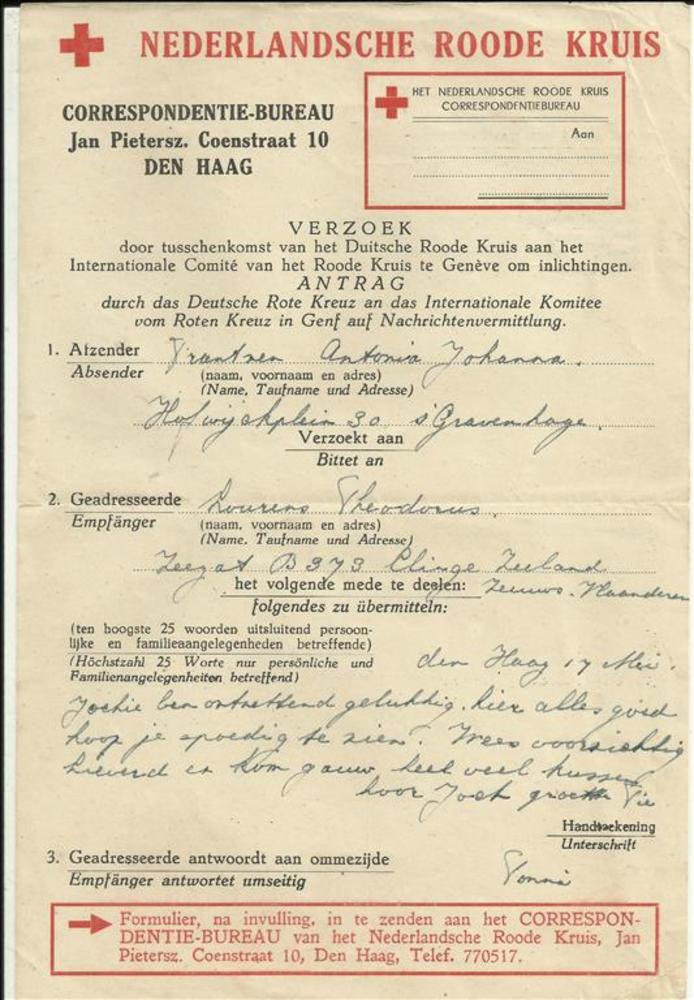 NEDERLANDSCHE ROODE KRUIS
CORRESPONDENTIE-BUREAU
Jan Pietersz. Coenstraat 10
DEN HAAG
HET NEDERLANDSCHE ROODE KRUIS
CORRESPONDENTIEBUREAU
Aan
VERZOEK
door tusschenkomst van het Duitsche Roode Kruis aan het
Internationale Comité van het Roode Kruis te Genève om inlichtingen.
ANTRAG
durch das Deutsche Rote Kreuz an das Internationale Komitee
vom Roten Kreuz in Genf auf Nachrichtenvermittlung.
1. Afzender Antonia Johanna.
Absender (naam, voornaam en adres)
(Name, Taufname und Adresse)
Hofwijckplein 30 s'Gravenhage.
Verzoekt aan
Bittet an
2. Geadresseerde Lourens Theodorus.
Empfänger (naam, voornaam en adres)
(Name, Taufname und Adresse)
Zeegat B373 Clinge Zeeland
het volgende mede te deelen: Zeeuws. Vlaanderen
folgendes zu übermitteln:
(ten hoogste 25 woorden uitsluitend persoon-
lijke en familieaangelegenheden betreffende)
(Höchstzahl 25 Worte nur persönliche und
Familienangelegenheiten betreffend)
den Haag 17 Mei.
Jochie ben ontzettend gelukkig. hier alles goed
hoop je spoedig te zien. Wees voorzichtig
Lieverd en kom gauw heel veel kussen
hoor Joch
Handteekening
Unterschrift
3. Geadresseerde antwoordt aan ommezijde
Empfänger antwortet umseitig
Formulier, na invulling, in te zenden aan het CORRESPON-
DENTIE-BUREAU van het Nederlandsche Roode Kruis, Jan
Pietersz. Coenstraat 10, Den Haag, Telef. 770517.